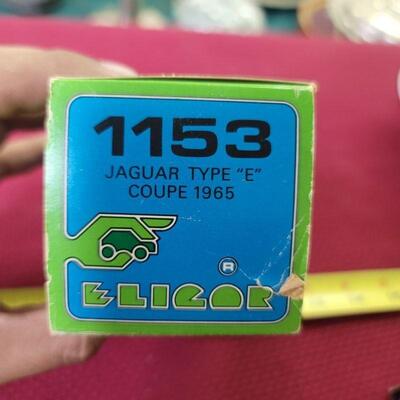 1153
JAGUAR TYPE "E"
COUPE 1965
®
ELIGOR